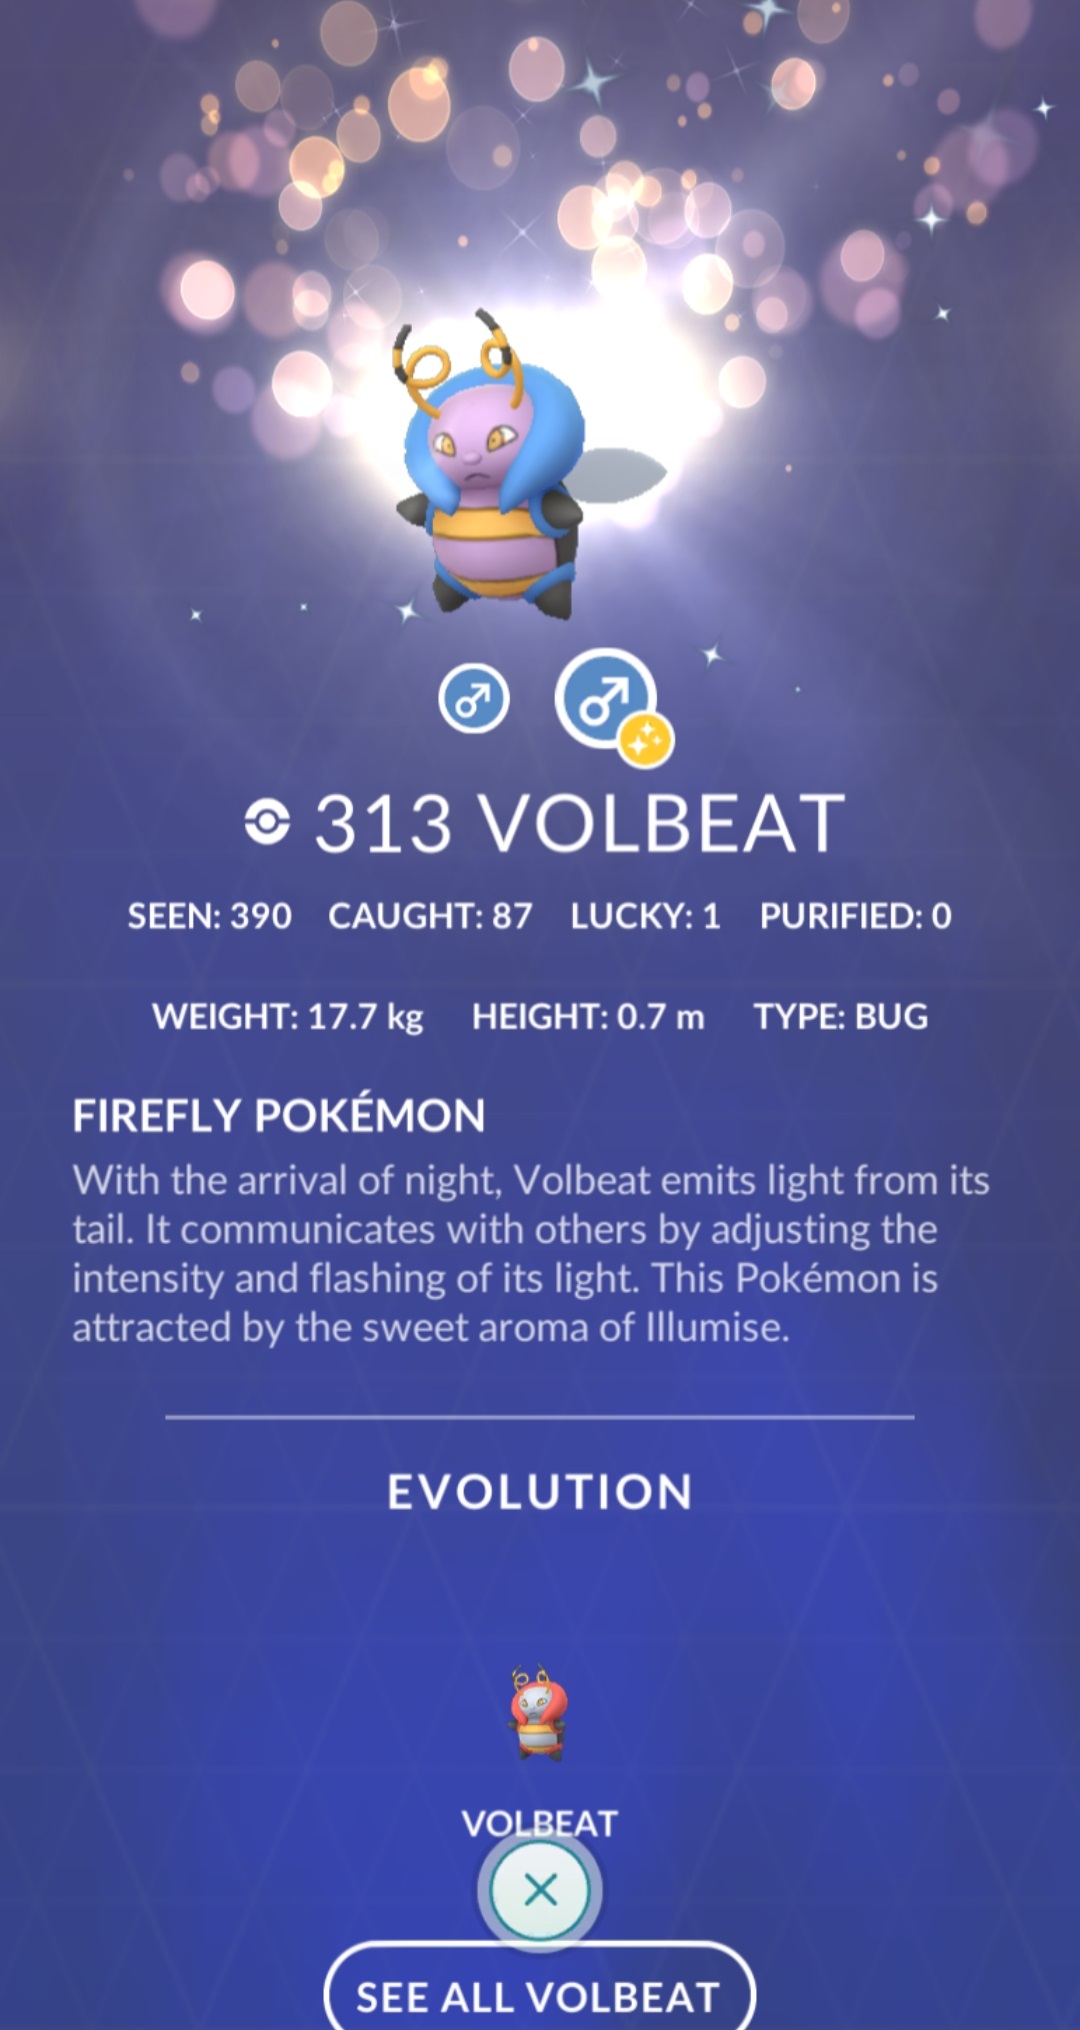 313 VOLBEAT
SEEN: 390 CAUGHT: 87 LUCKY: 1 PURIFIED: 0
WEIGHT: 17.7 kg HEIGHT: 0.7 m TYPE: BUG
FIREFLY POKÉMON
With the arrival of night, Volbeat emits light from its
tail. It communicates with others by adjusting the
intensity and flashing of its light. This Pokémon is
attracted by the sweet aroma of Illumise.
EVOLUTION
VOLBEAT
SEE ALL VOLBEAT